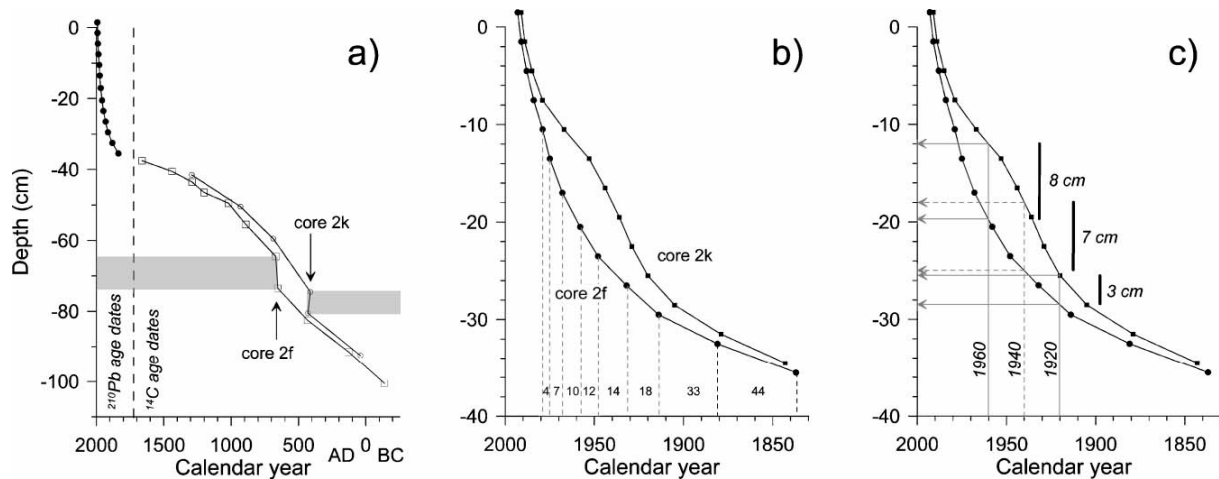 a)
0
-20
-40
-60
-80
-100
Depth (cm)
core 2k
core 2f
210Pb age dates
14C age dates
2000 1500 1000 500 0
AD BC
Calendar year
b)
0
-10
-20
-30
-40
core 2k
core 2f
4 7 10 12 14 18 33 44
2000 1950 1900 1850
Calendar year
c)
0
-10
-20
-30
-40
8 cm
7 cm
3 cm
1960
1940
1920
2000 1950 1900 1850
Calendar year